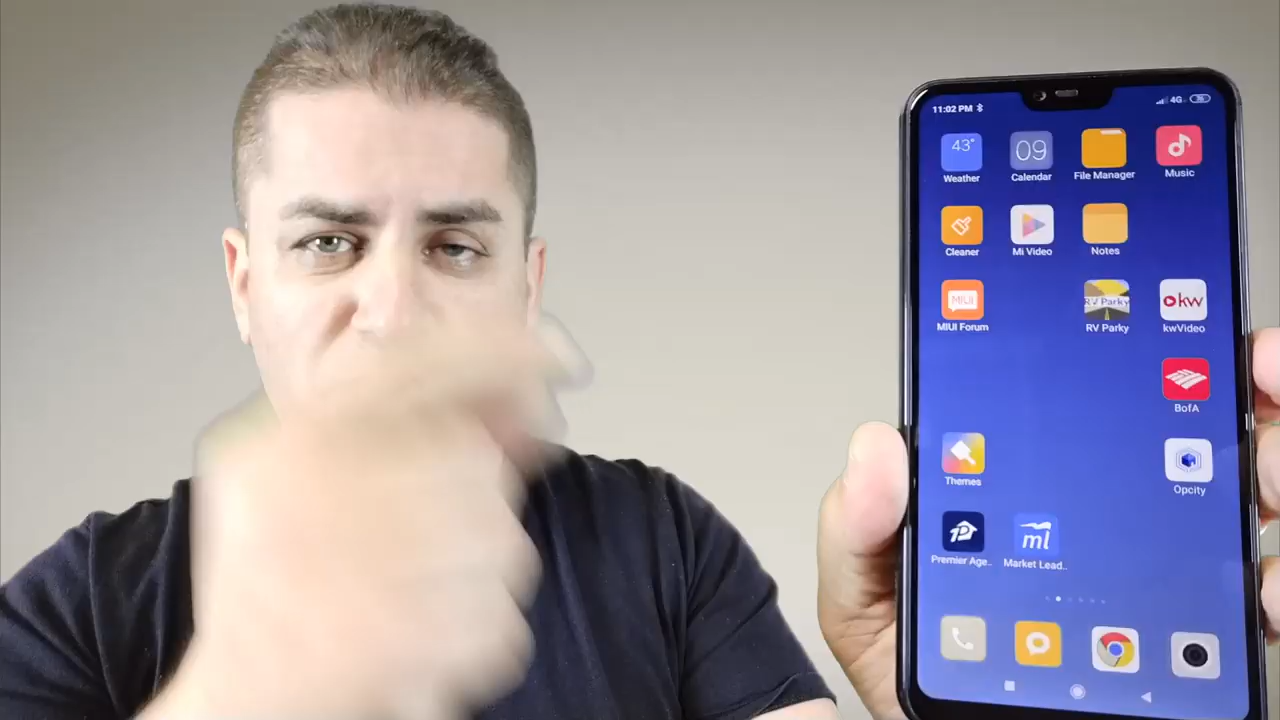 11:02 PM
4G
43°
09
Weather
Calendar
File Manager
Music
Cleaner
Mi Video
Notes
MIUI
RV Parky
kw
MIUI Forum
RV Parky
kwVideo
BofA
Themes
Opcity
ml
Premier Age..
Market Lead..